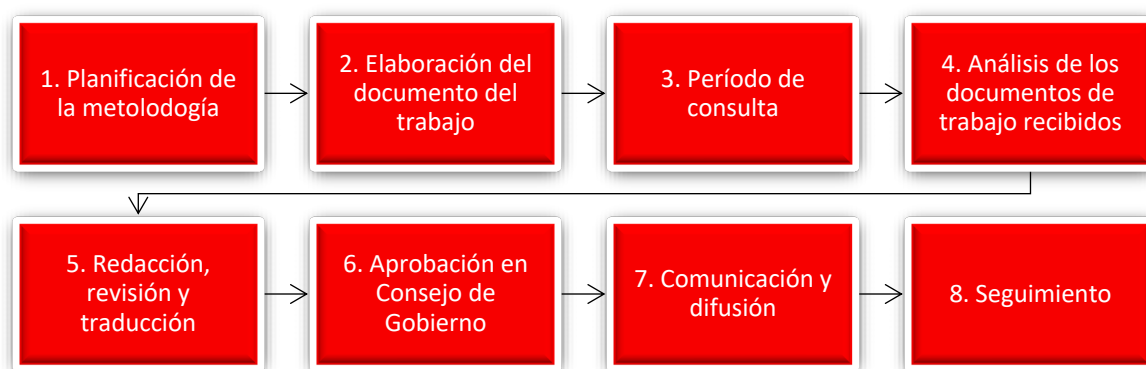 1. Planificación de
la metolodogía
2. Elaboración del
documento del
trabajo
3. Período de
consulta
4. Análisis de los
documentos de
trabajo recibidos
5. Redacción,
revisión y
traducción
6. Aprobación en
Consejo de
Gobierno
7. Comunicación y
difusión
8. Seguimiento